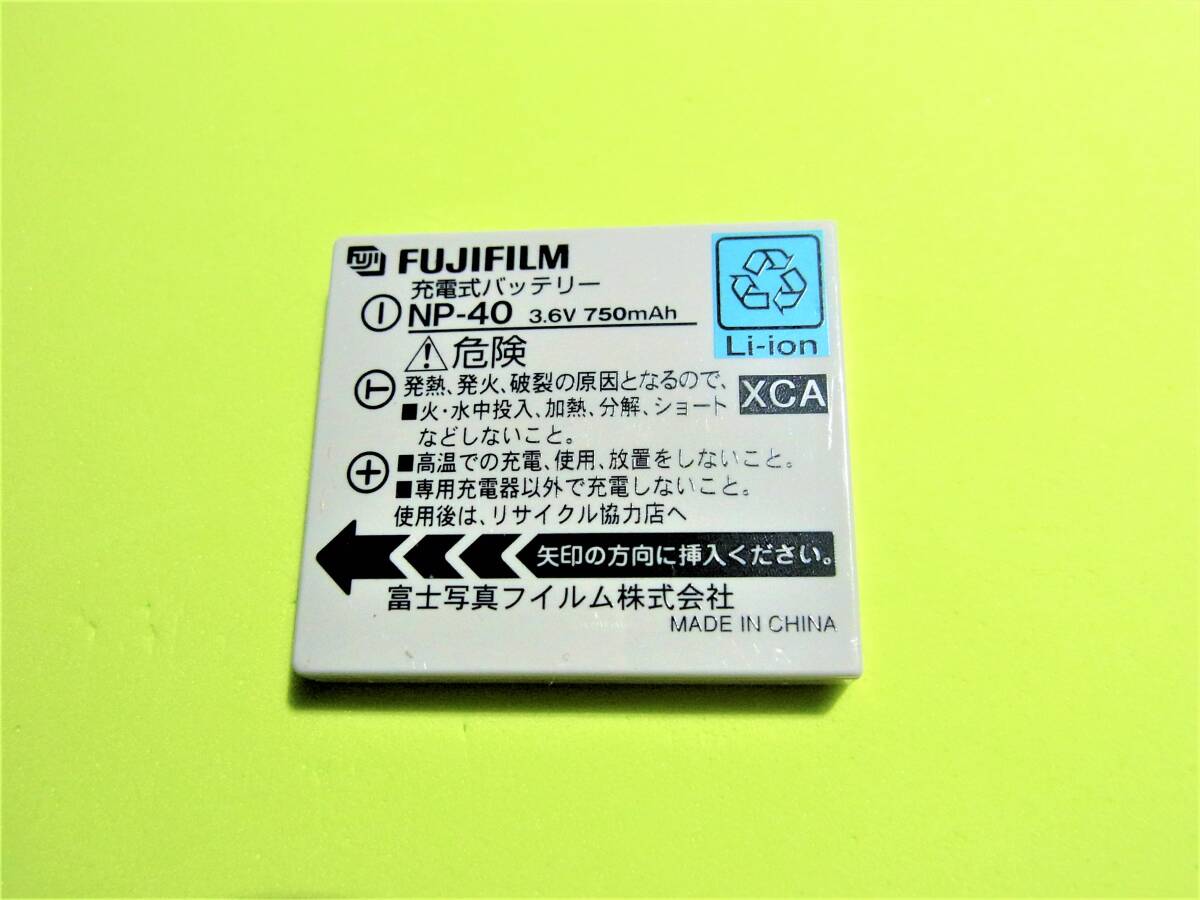 FUJI FUJIFILM
充電式バッテリー
NP-40 3.6V 750mAh
Li-ion
危険
XCA
発熱、発火、破裂の原因となるので、
■火・水中投入、加熱、分解、ショート
などしないこと。
■高温での充電、使用、放置をしないこと。
■専用充電器以外で充電しないこと。
使用後は、リサイクル協力店へ
矢印の方向に挿入ください。
富士写真フイルム株式会社
MADE IN CHINA